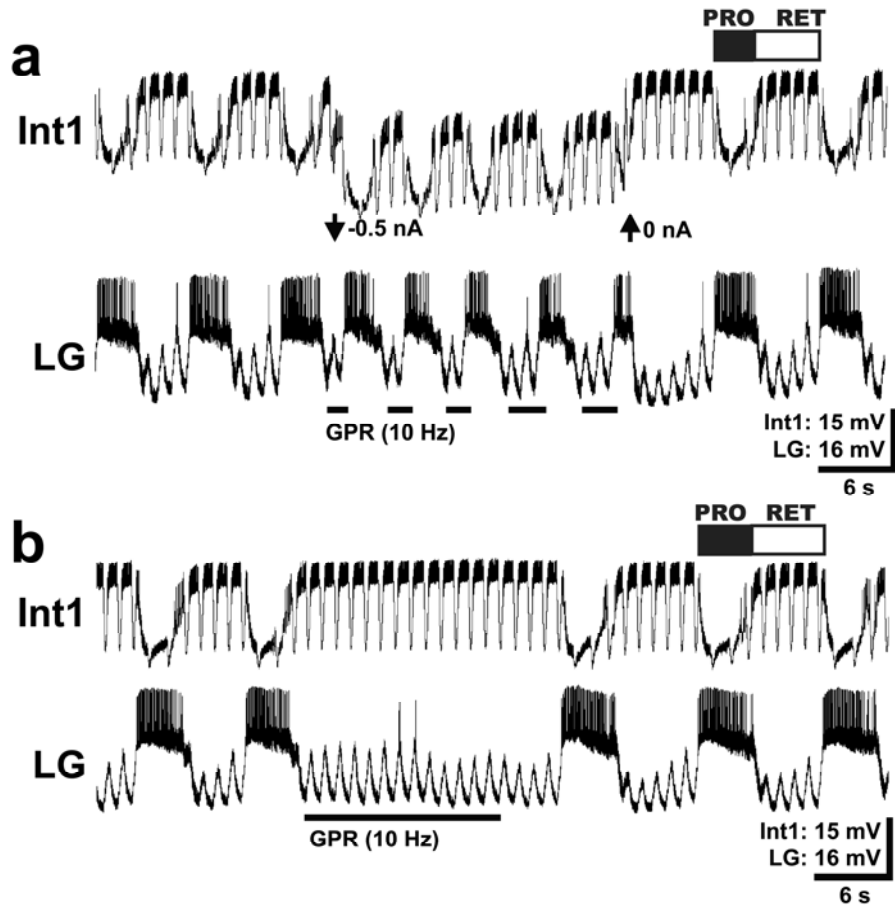 a
PRO RET
Int1
-0.5 nA
0 nA
LG
GPR (10 Hz)
Int1: 15 mV
LG: 16 mV
6 s
b
PRO RET
Int1
LG
GPR (10 Hz)
Int1: 15 mV
LG: 16 mV
6 s